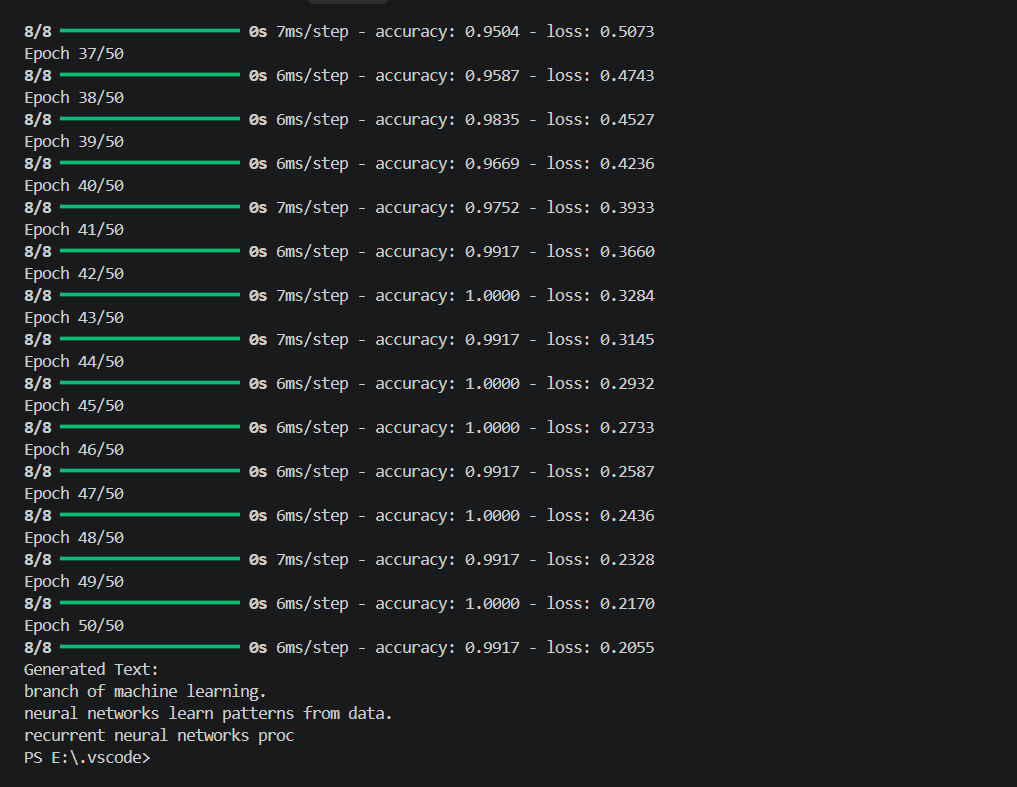 8/8 ━━━━━━━━━━━━━━━━━━━━ 0s 7ms/step - accuracy: 0.9504 - loss: 0.5073
Epoch 37/50
8/8 ━━━━━━━━━━━━━━━━━━━━ 0s 6ms/step - accuracy: 0.9587 - loss: 0.4743
Epoch 38/50
8/8 ━━━━━━━━━━━━━━━━━━━━ 0s 6ms/step - accuracy: 0.9835 - loss: 0.4527
Epoch 39/50
8/8 ━━━━━━━━━━━━━━━━━━━━ 0s 6ms/step - accuracy: 0.9669 - loss: 0.4236
Epoch 40/50
8/8 ━━━━━━━━━━━━━━━━━━━━ 0s 7ms/step - accuracy: 0.9752 - loss: 0.3933
Epoch 41/50
8/8 ━━━━━━━━━━━━━━━━━━━━ 0s 6ms/step - accuracy: 0.9917 - loss: 0.3660
Epoch 42/50
8/8 ━━━━━━━━━━━━━━━━━━━━ 0s 7ms/step - accuracy: 1.0000 - loss: 0.3284
Epoch 43/50
8/8 ━━━━━━━━━━━━━━━━━━━━ 0s 7ms/step - accuracy: 0.9917 - loss: 0.3145
Epoch 44/50
8/8 ━━━━━━━━━━━━━━━━━━━━ 0s 6ms/step - accuracy: 1.0000 - loss: 0.2932
Epoch 45/50
8/8 ━━━━━━━━━━━━━━━━━━━━ 0s 6ms/step - accuracy: 1.0000 - loss: 0.2733
Epoch 46/50
8/8 ━━━━━━━━━━━━━━━━━━━━ 0s 6ms/step - accuracy: 0.9917 - loss: 0.2587
Epoch 47/50
8/8 ━━━━━━━━━━━━━━━━━━━━ 0s 6ms/step - accuracy: 1.0000 - loss: 0.2436
Epoch 48/50
8/8 ━━━━━━━━━━━━━━━━━━━━ 0s 7ms/step - accuracy: 0.9917 - loss: 0.2328
Epoch 49/50
8/8 ━━━━━━━━━━━━━━━━━━━━ 0s 6ms/step - accuracy: 1.0000 - loss: 0.2170
Epoch 50/50
8/8 ━━━━━━━━━━━━━━━━━━━━ 0s 6ms/step - accuracy: 0.9917 - loss: 0.2055
Generated Text:
branch of machine learning.
neural networks learn patterns from data.
recurrent neural networks proc
PS E:\.vscode>